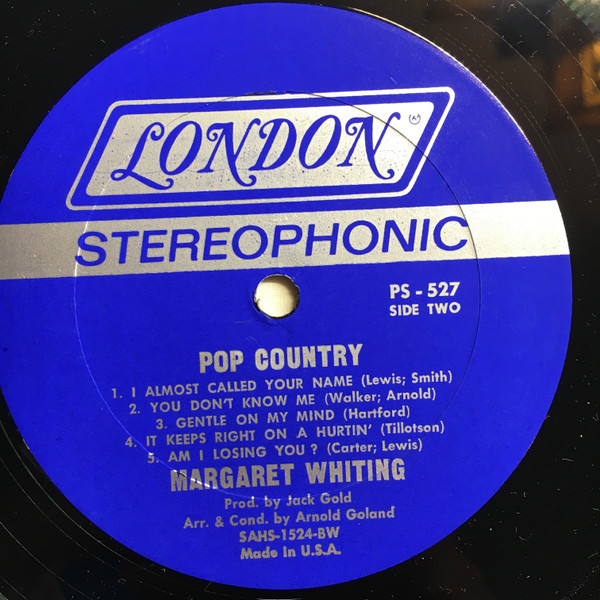 LONDON
STEREOPHONIC
PS - 527
SIDE TWO
POP COUNTRY
1. I ALMOST CALLED YOUR NAME (Lewis; Smith)
2. YOU DON'T KNOW ME (Walker; Arnold)
3. GENTLE ON MY MIND (Hartford)
4. IT KEEPS RIGHT ON A HURTIN' (Tillotson)
5. AM I LOSING YOU ? (Carter; Lewis)
MARGARET WHITING
Prod. by Jack Gold
Arr. & Cond. by Arnold Goland
SAHS-1524-BW
Made In U.S.A.